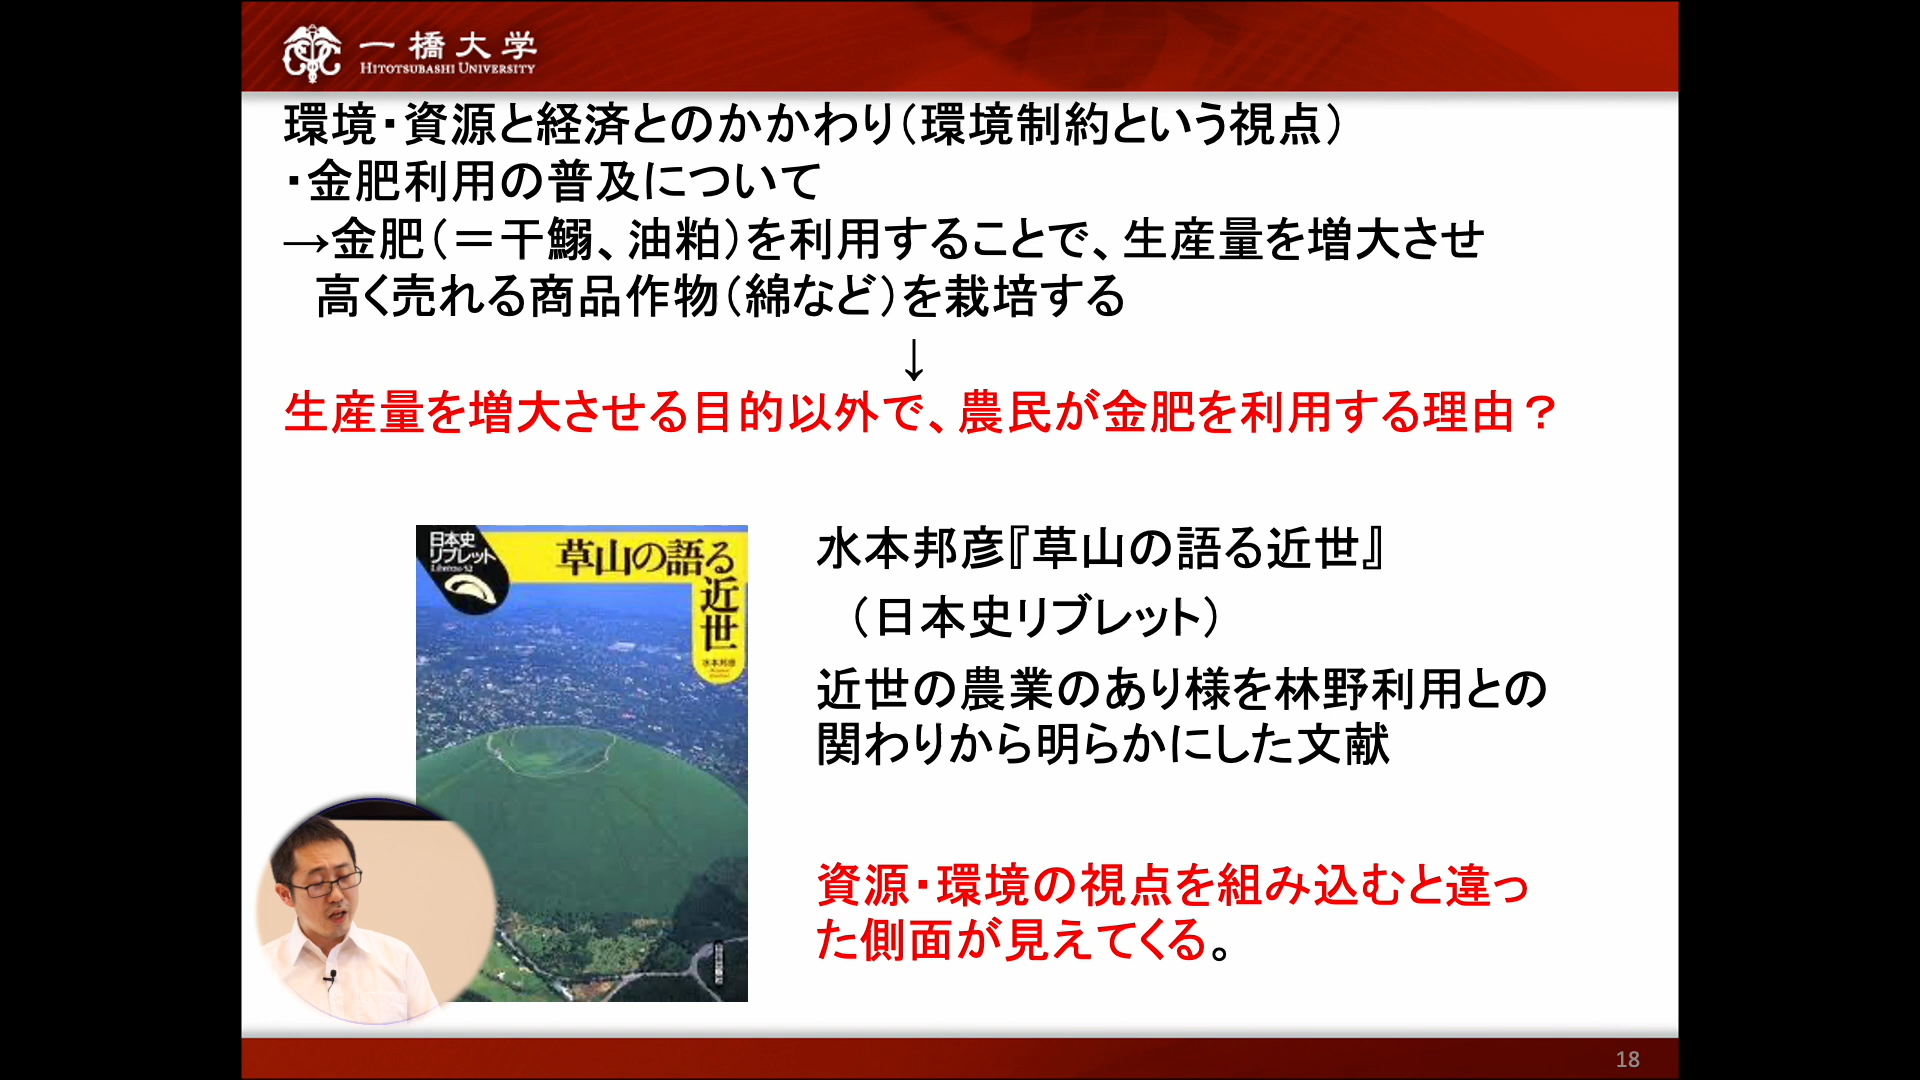 一橋大学
HITOTSUBASHI UNIVERSITY
環境・資源と経済とのかかわり（環境制約という視点）
・金肥利用の普及について
→金肥（＝干鰯、油粕）を利用することで、生産量を増大させ
高く売れる商品作物（綿など）を栽培する
↓
生産量を増大させる目的以外で、農民が金肥を利用する理由？
日本史
リブレット
草山の語る
近世
水本邦彦
水本邦彦『草山の語る近世』
（日本史リブレット）
近世の農業のあり様を林野利用との
関わりから明らかにした文献
資源・環境の視点を組み込むと違っ
た側面が見えてくる。
18